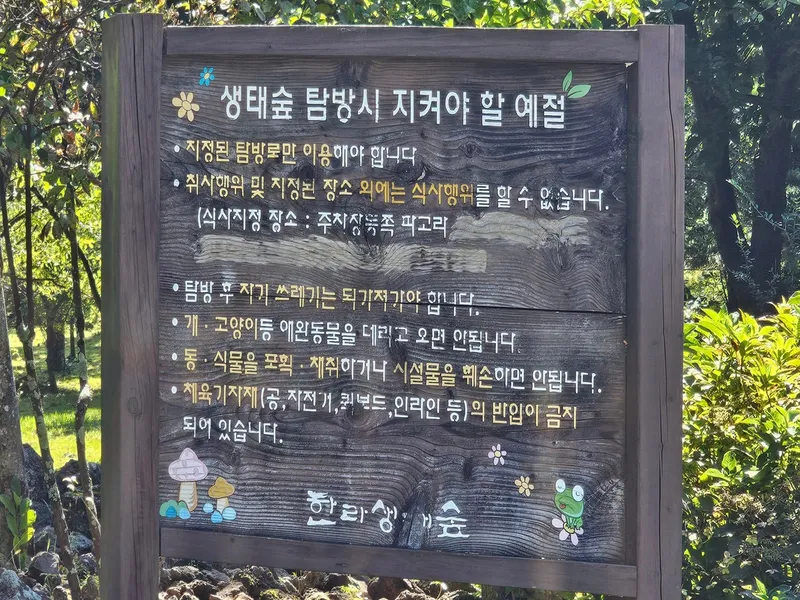 생태숲 탐방시 지켜야 할 예절
• 지정된 탐방로만 이용해야 합니다
• 취사행위 및 지정된 장소 외에는 식사행위를 할 수 없습니다.
(식사지정 장소 : 주차장동쪽 파고라
• 탐방 후 자기 쓰레기는 되가져가야 합니다.
• 개 · 고양이등 애완동물을 데리고 오면 안됩니다
• 동 · 식물을 포획 · 채취하거나 시설물을 훼손하면 안됩니다.
• 체육기자재(공,자전거,퀵보드,인라인 등)의 반입이 금지
되어 있습니다.
한라생태숲